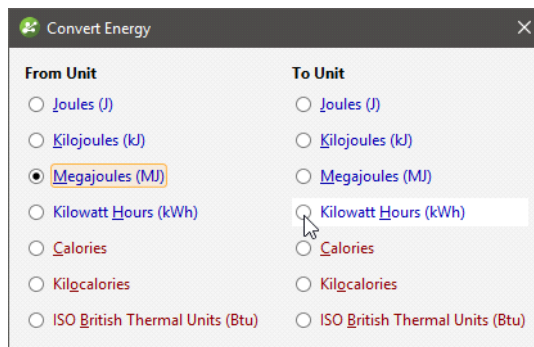 Convert Energy
From Unit
To Unit
Joules (J)
Joules (J)
Kilojoules (kJ)
Kilojoules (kJ)
Megajoules (MJ)
Megajoules (MJ)
Kilowatt Hours (kWh)
Kilowatt Hours (kWh)
Calories
Calories
Kilocalories
Kilocalories
ISO British Thermal Units (Btu)
ISO British Thermal Units (Btu)